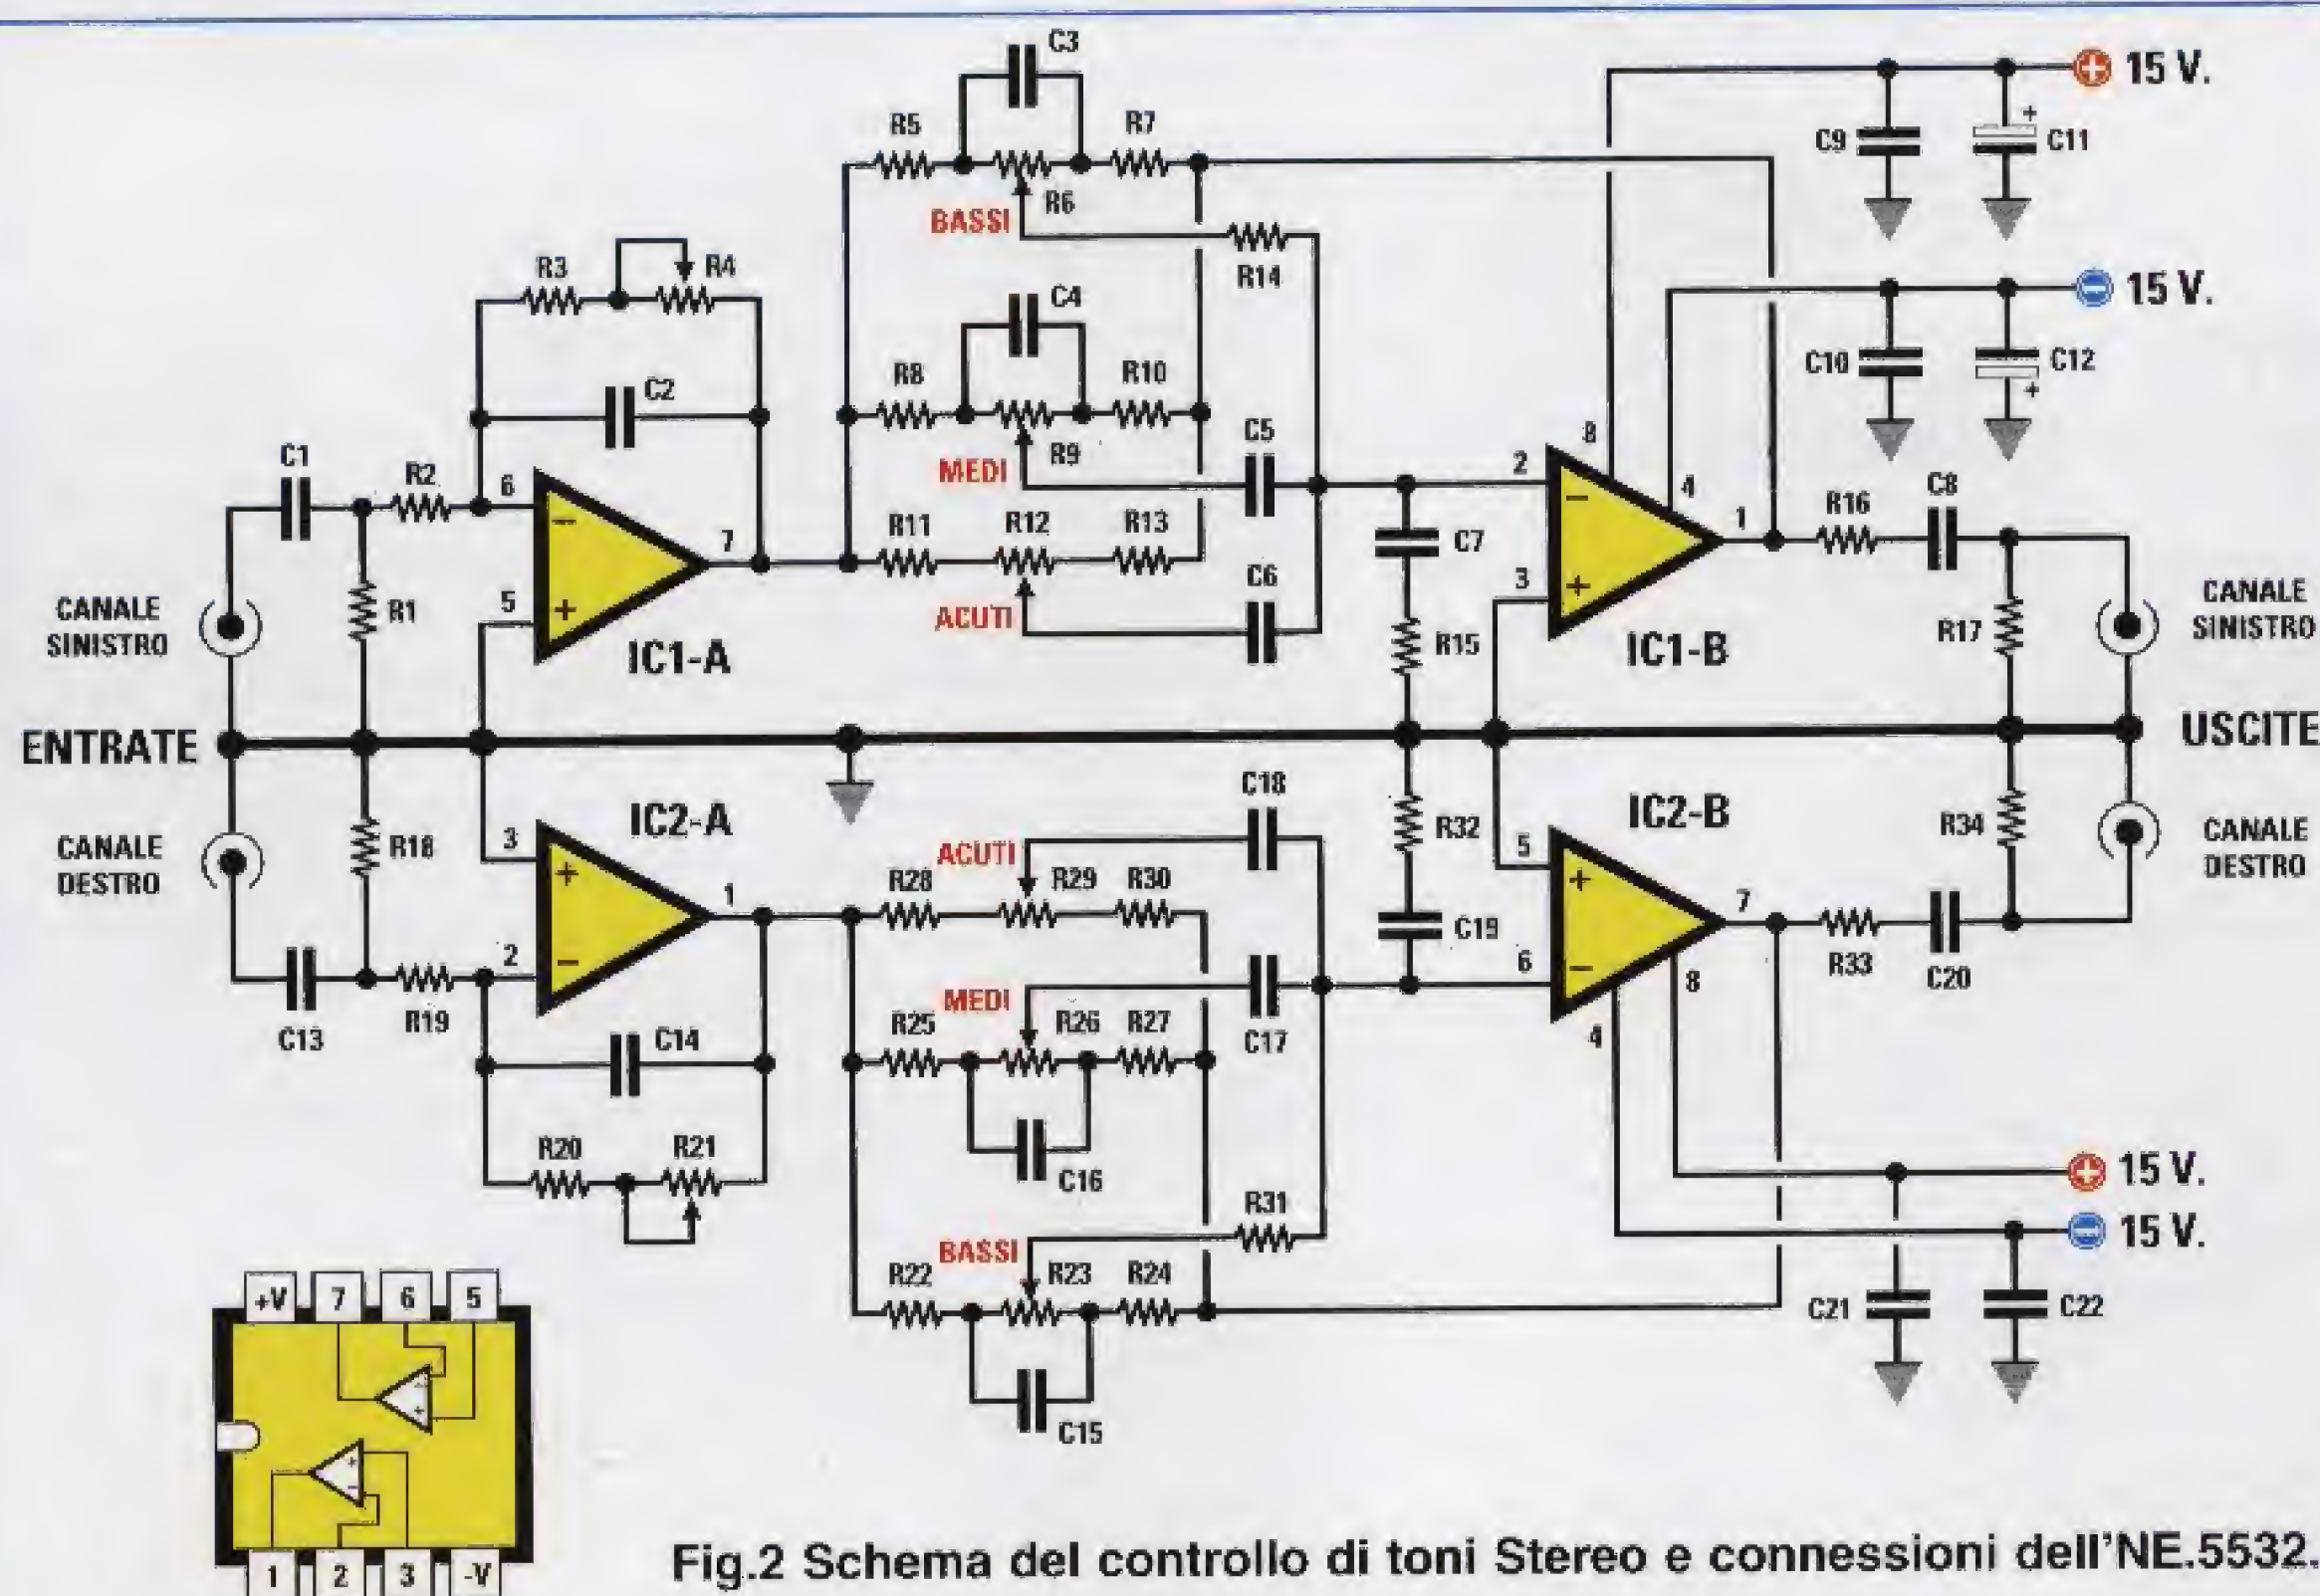 C3
R5
R7
R6
BASSI
R14
R3
R4
C4
C2
R8
R10
R9
MEDI
C5
C1
R2
6
7
5
R1
IC1-A
R11
R12
R13
ACUTI
C6
CANALE
SINISTRO
+ 15 V.
C9
+
C11
- 15 V.
C10
C12
+
8
2
4
3
1
C7
R15
IC1-B
R16
C8
R17
CANALE
SINISTRO
ENTRATE
USCITE
CANALE
DESTRO
R18
IC2-A
3
2
1
C13
R19
C14
R20
R21
C18
ACUTI
R28
R29
R30
MEDI
C17
R25
R26
R27
C16
R31
BASSI
R22
R23
R24
C15
R32
C19
IC2-B
5
6
7
8
4
R33
C20
R34
CANALE
DESTRO
+ 15 V.
- 15 V.
C21
C22
+V 7 6 5
1 2 3 -V
Fig.2 Schema del controllo di toni Stereo e connessioni dell'NE.5532.